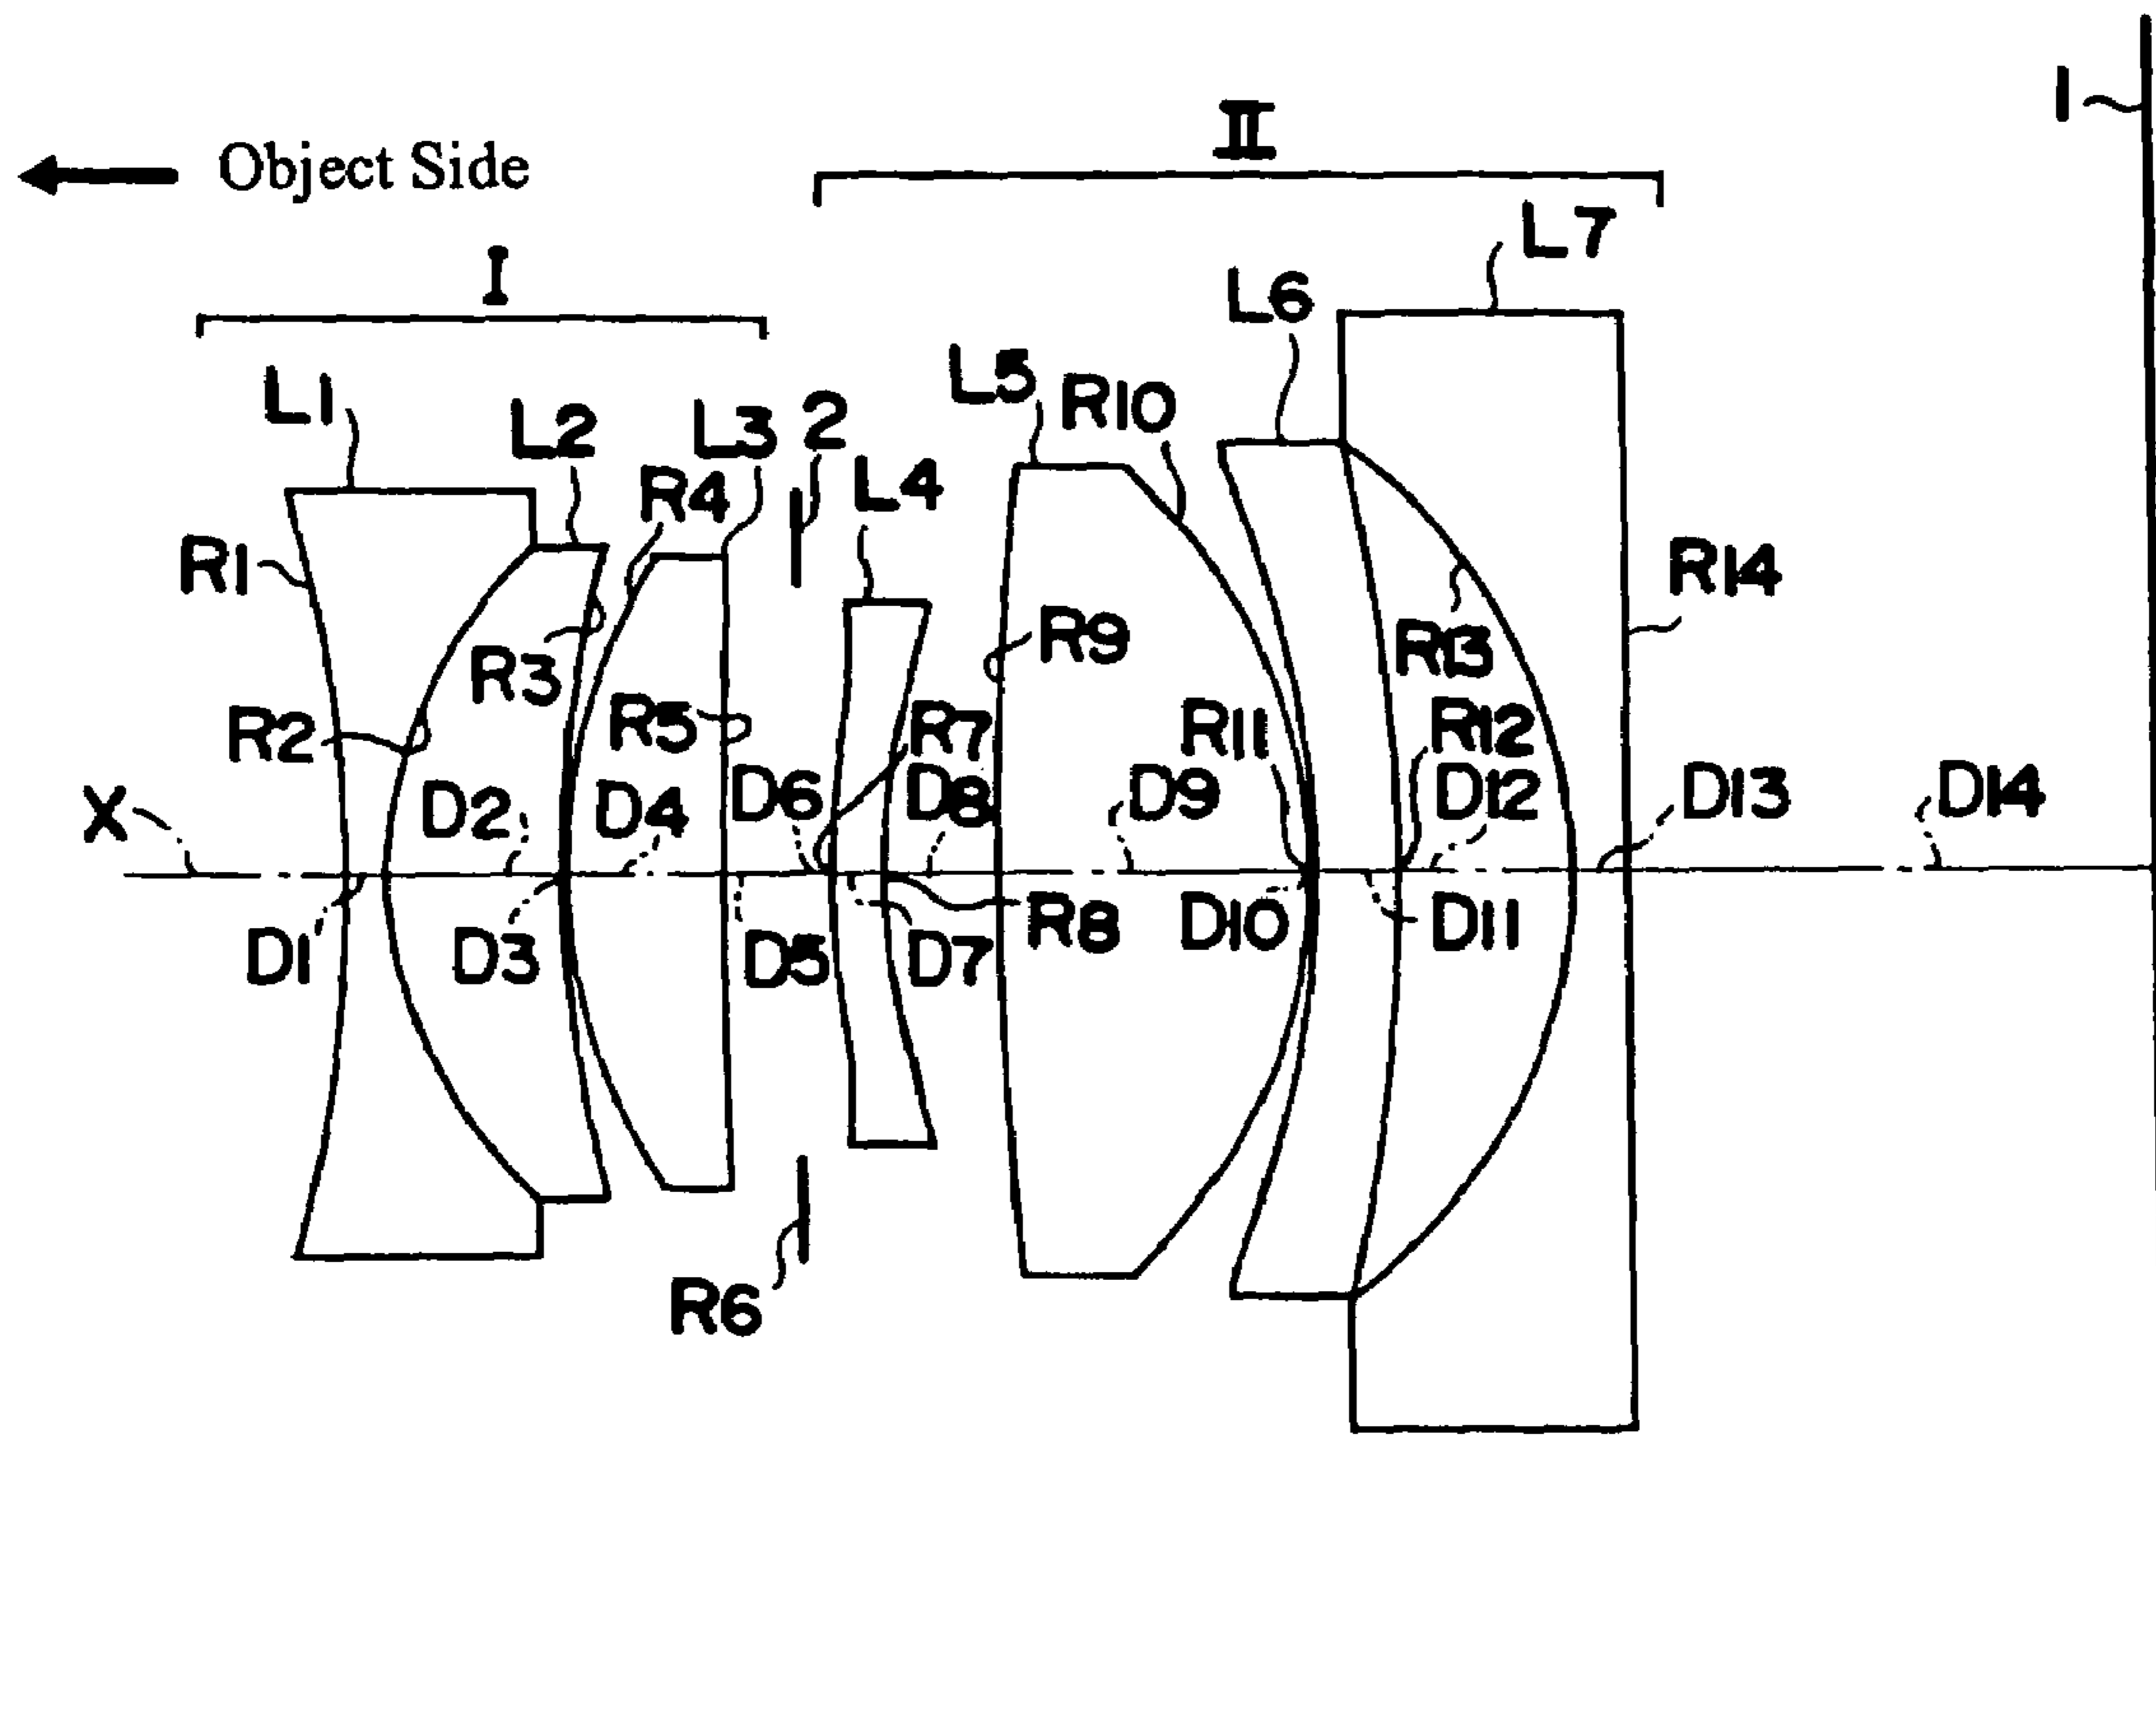 1
II
Object Side
L7
I
L6
L5
R10
L1
L2
L3
2
L4
R4
R1
R14
R9
R3
R13
R2
R5
R7
R11
R12
X
D2
D4
D6
D8
D9
D12
D13
D14
D1
D3
D5
D7
R8
D10
D11
R6